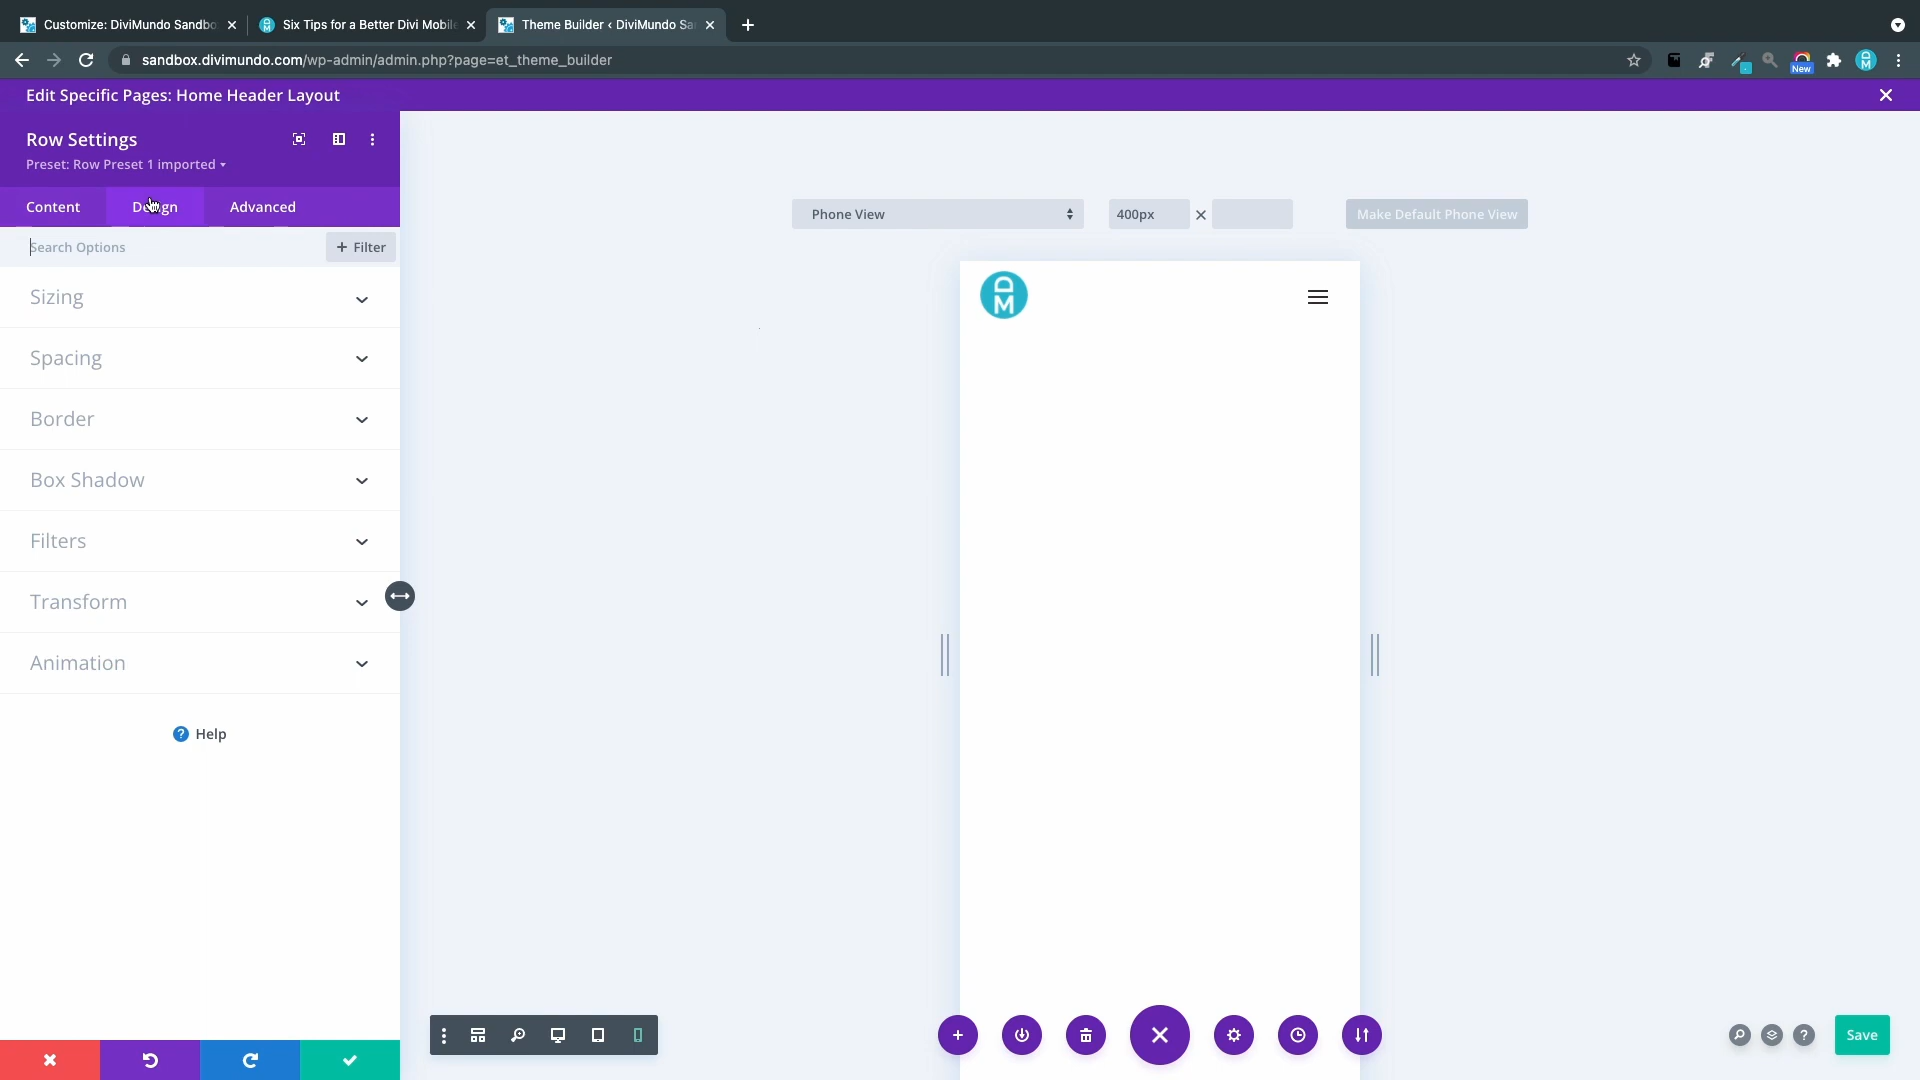 Customize: DiviMundo Sandbo
Six Tips for a Better Divi Mobile
Theme Builder ‹ DiviMundo Sa
sandbox.divimundo.com/wp-admin/admin.php?page=et_theme_builder
New
Edit Specific Pages: Home Header Layout
Row Settings
Preset: Row Preset 1 imported
Content
Design
Advanced
Search Options
+ Filter
Phone View
400px
Make Default Phone View
DM
Sizing
Spacing
Border
Box Shadow
Filters
Transform
Animation
? Help
Save